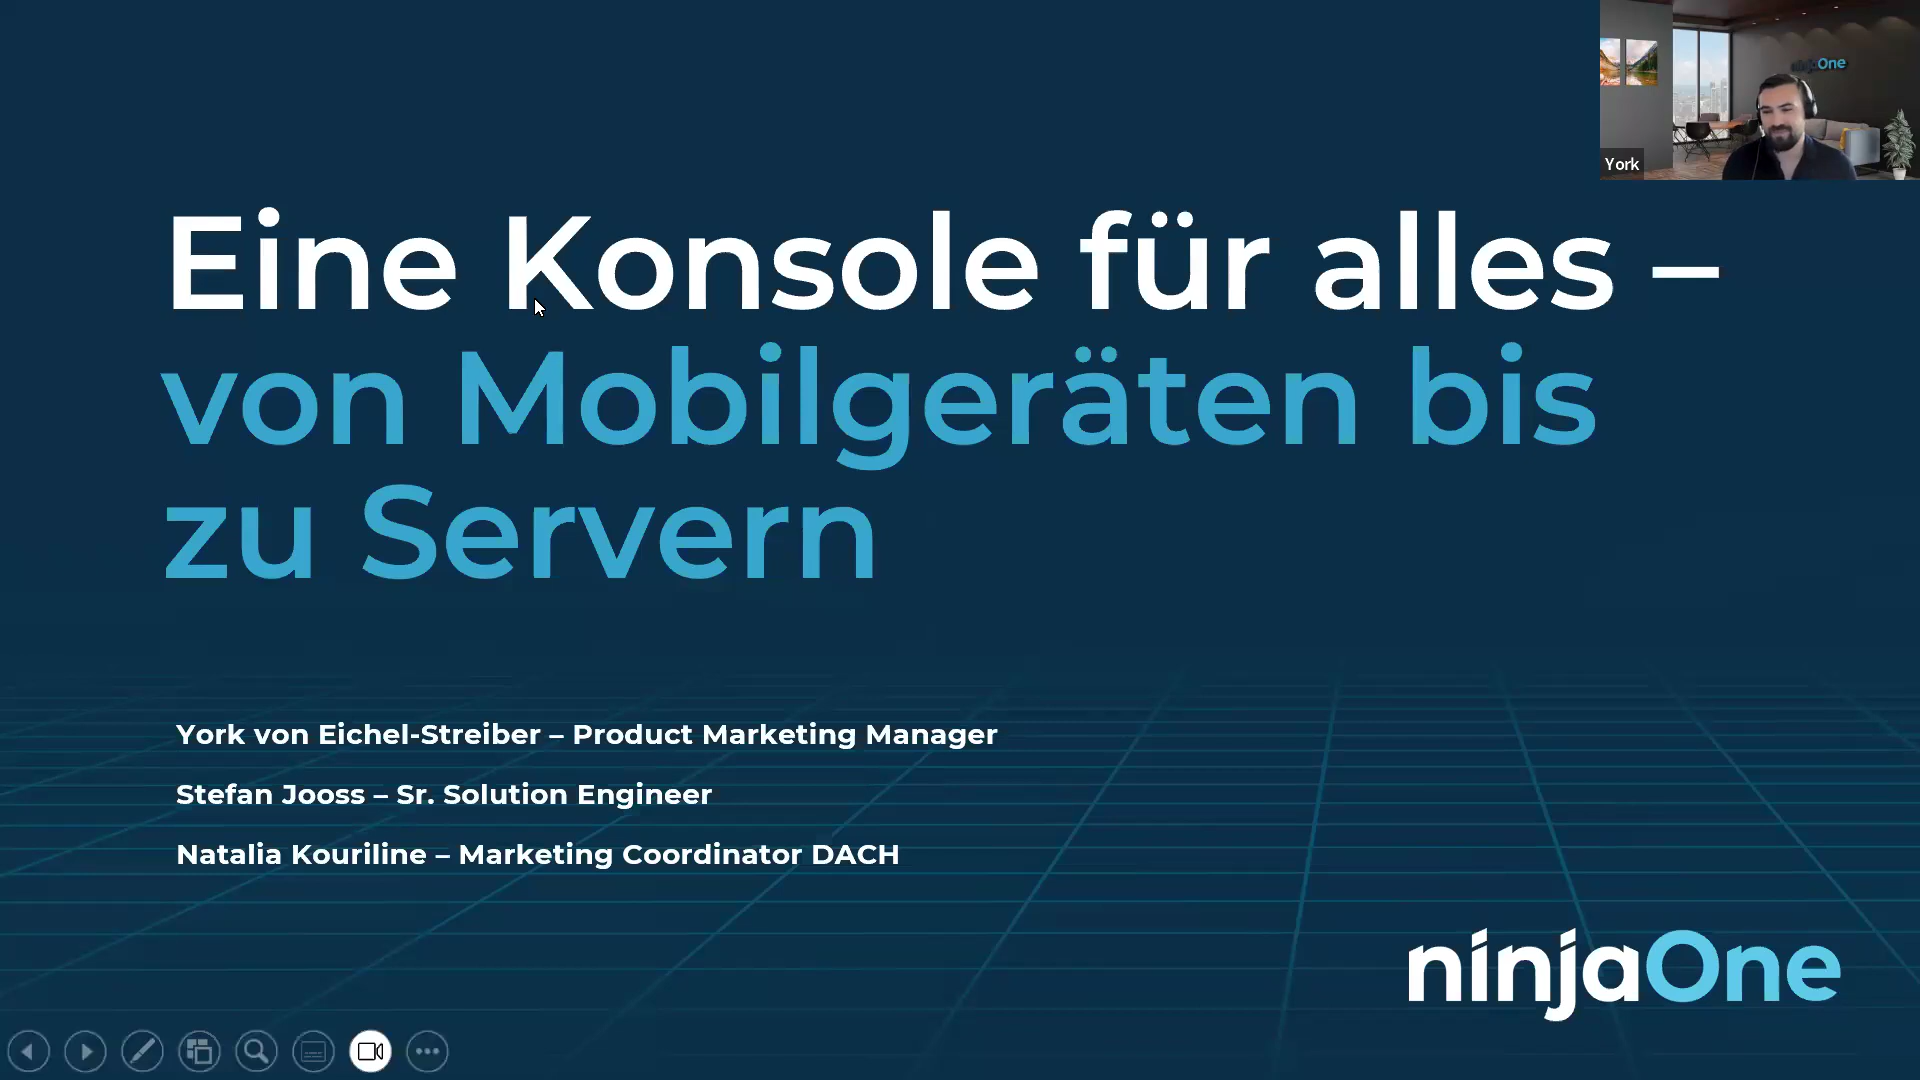 Eine Konsole für alles –
von Mobilgeräten bis
zu Servern
York von Eichel-Streiber – Product Marketing Manager
Stefan Jooss – Sr. Solution Engineer
Natalia Kouriline – Marketing Coordinator DACH
ninjaOne
York
ninjaOne